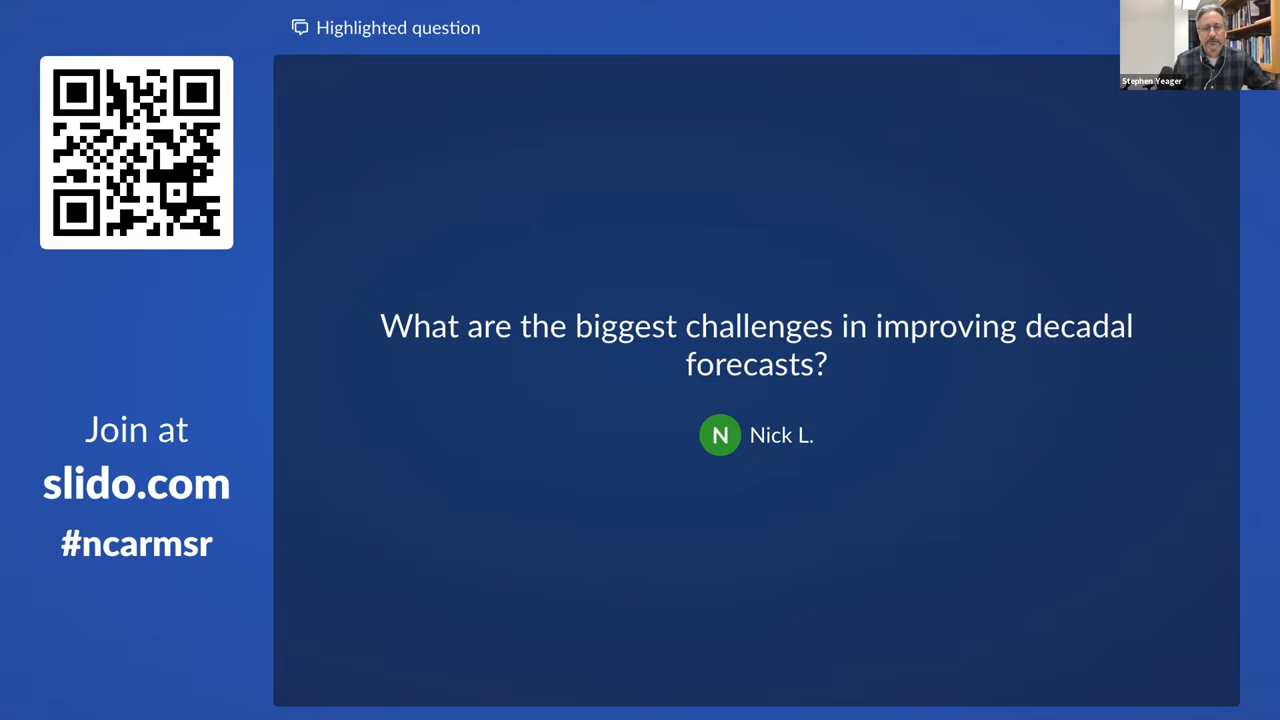 Highlighted question
Stephen Yeager
What are the biggest challenges in improving decadal
forecasts?
N Nick L.
Join at
slido.com
#ncarmsr